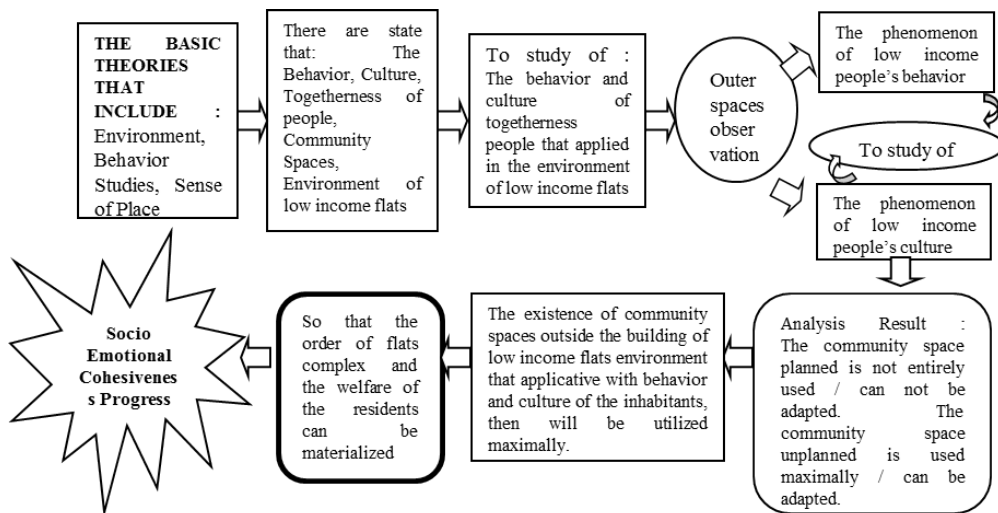 THE BASIC
THEORIES
THAT
INCLUDE :
Environment,
Behavior
Studies, Sense
of Place
There are state
that: The
Behavior, Culture,
Togetherness of
people,
Community
Spaces,
Environment of
low income flats
To study of :
The behavior and
culture of
togetherness
people that applied
in the environment
of low income flats
Outer
spaces
obser
vation
The phenomenon
of low income
people's behavior
To study of
The phenomenon
of low income
people's culture
Analysis Result :
The community space
planned is not entirely
used / can not be
adapted. The
community space
unplanned is used
maximally / can be
adapted.
The existence of community
spaces outside the building of
low income flats environment
that applicative with behavior
and culture of the inhabitants,
then will be utilized
maximally.
So that the
order of flats
complex and
the welfare of
the residents
can be
materialized
Socio
Emotional
Cohesivenes
s Progress